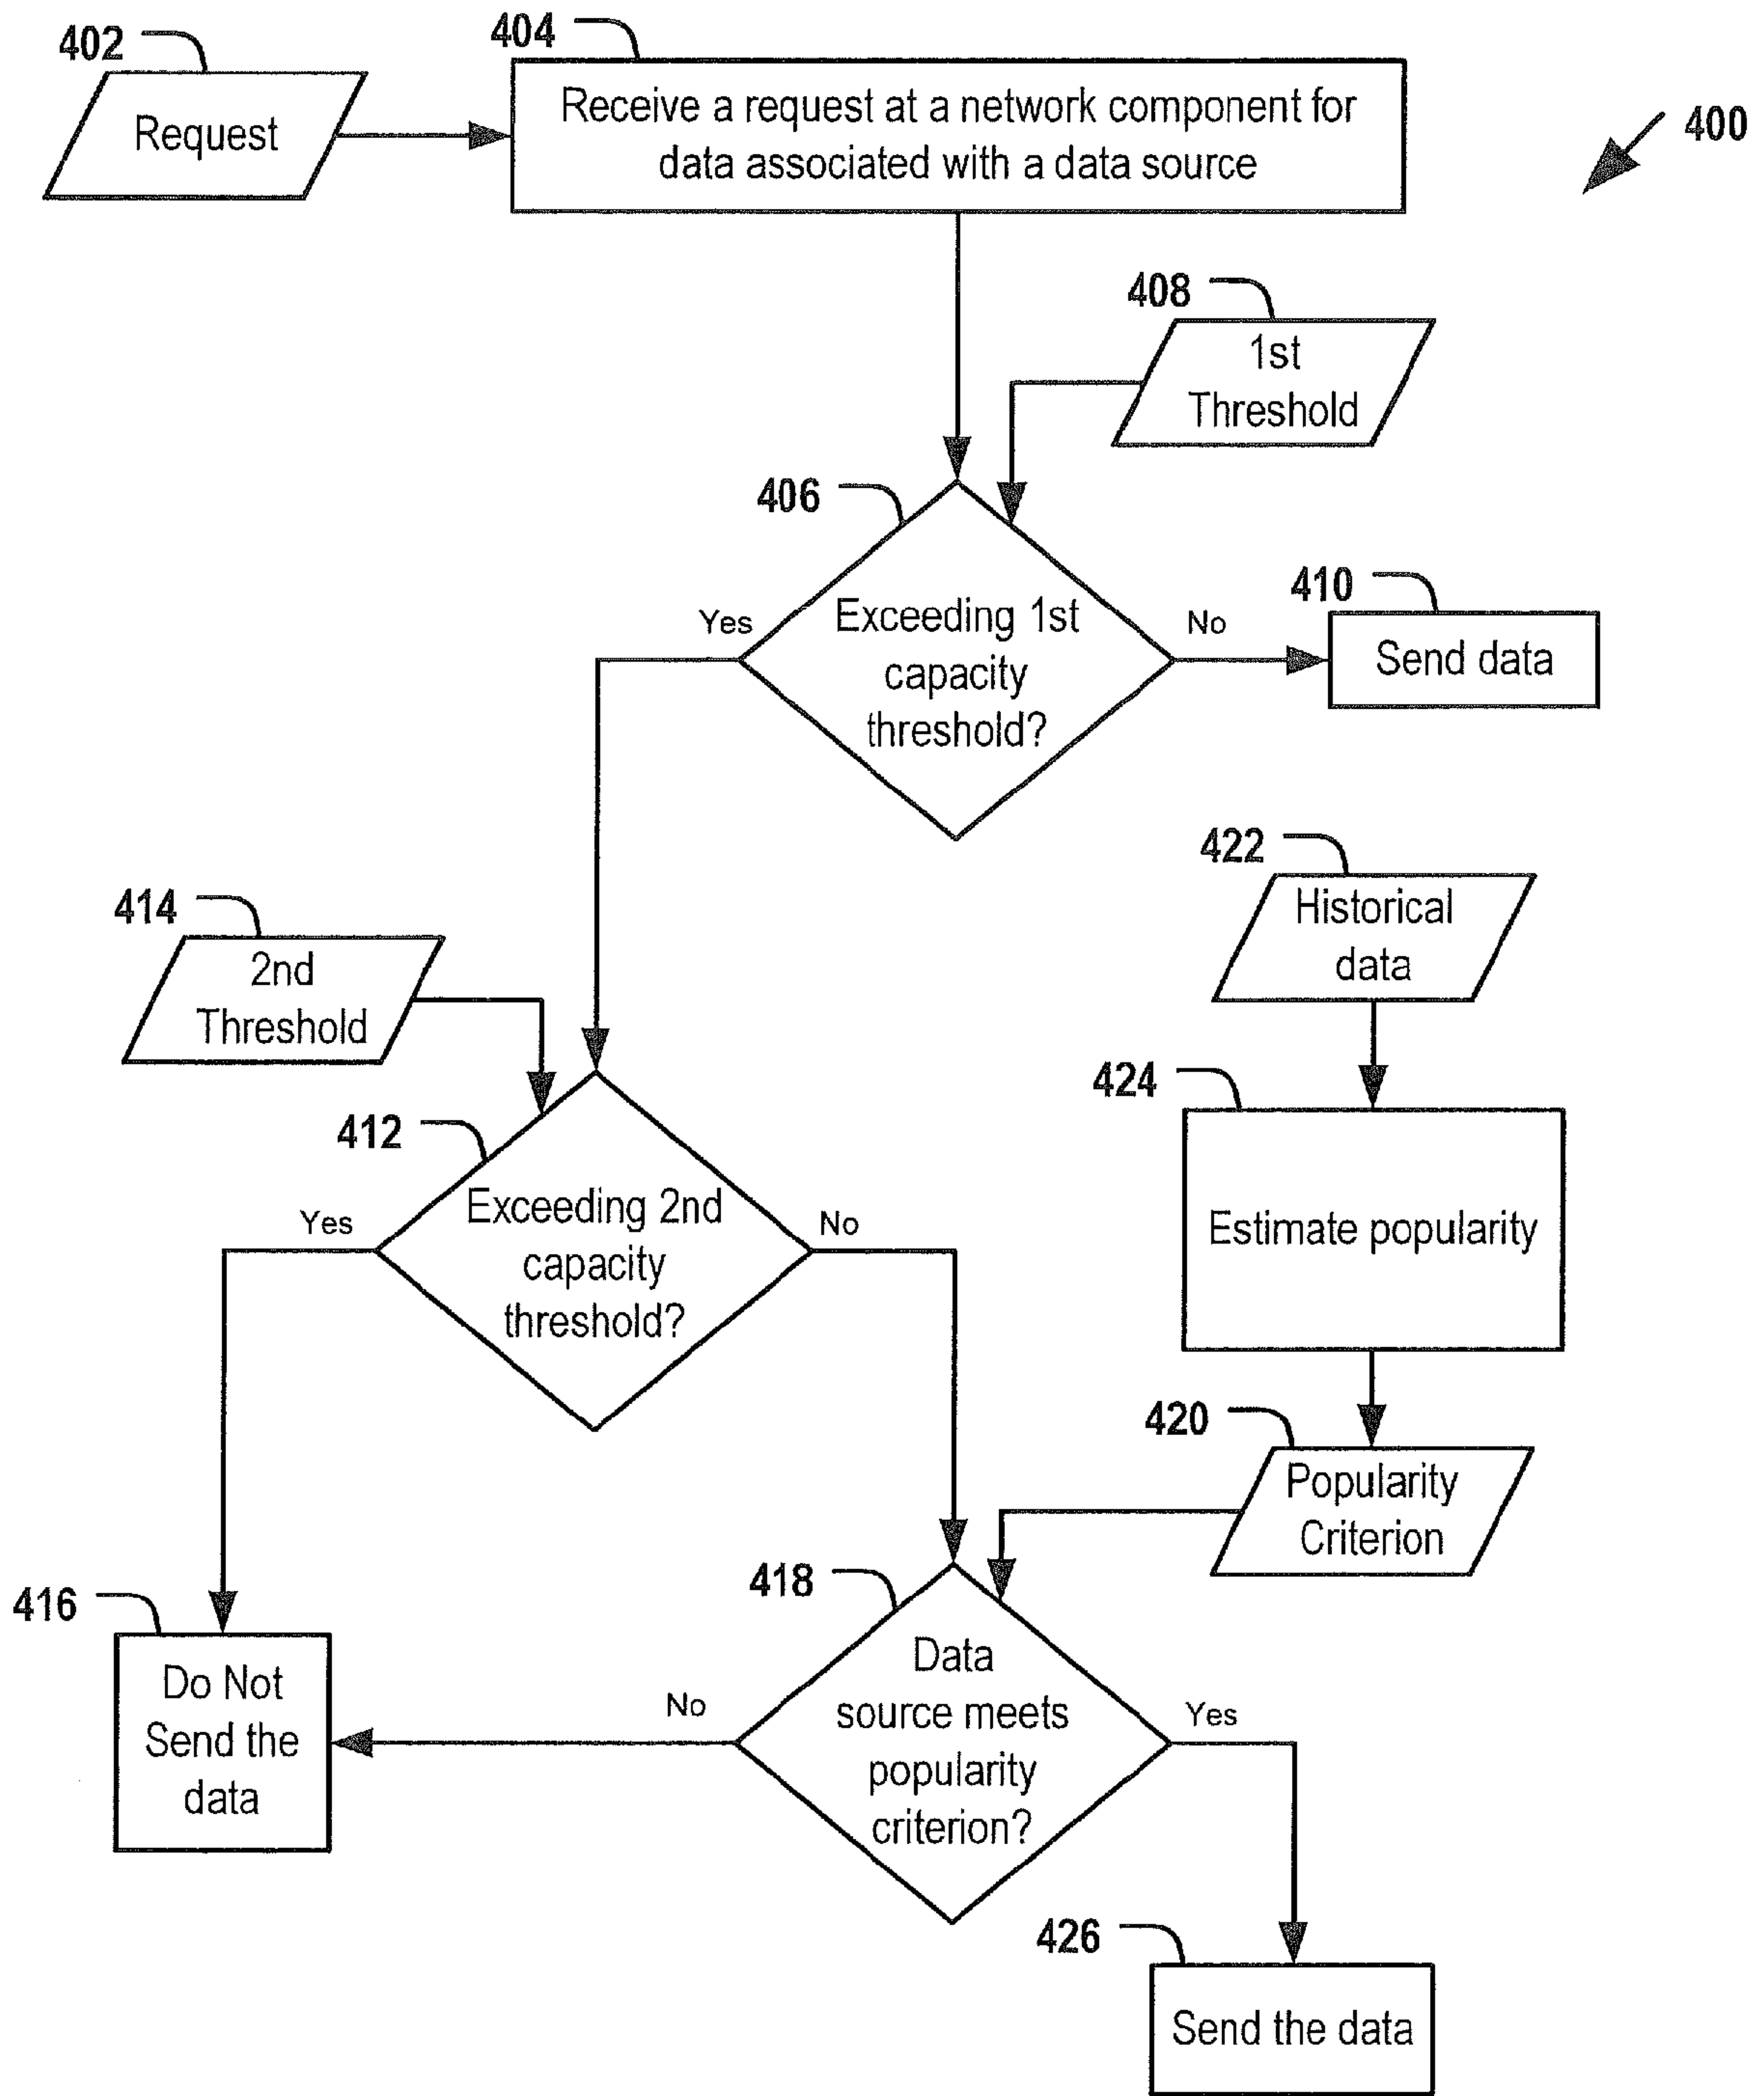 402
404
Request
Receive a request at a network component for
data associated with a data source
400
408
1st
Threshold
406
Exceeding 1st
capacity
threshold?
Yes
No
410
Send data
422
Historical
data
414
2nd
Threshold
424
Estimate popularity
412
Exceeding 2nd
capacity
threshold?
Yes
No
420
Popularity
Criterion
416
Do Not
Send the
data
418
Data
source meets
popularity
criterion?
No
Yes
426
Send the data